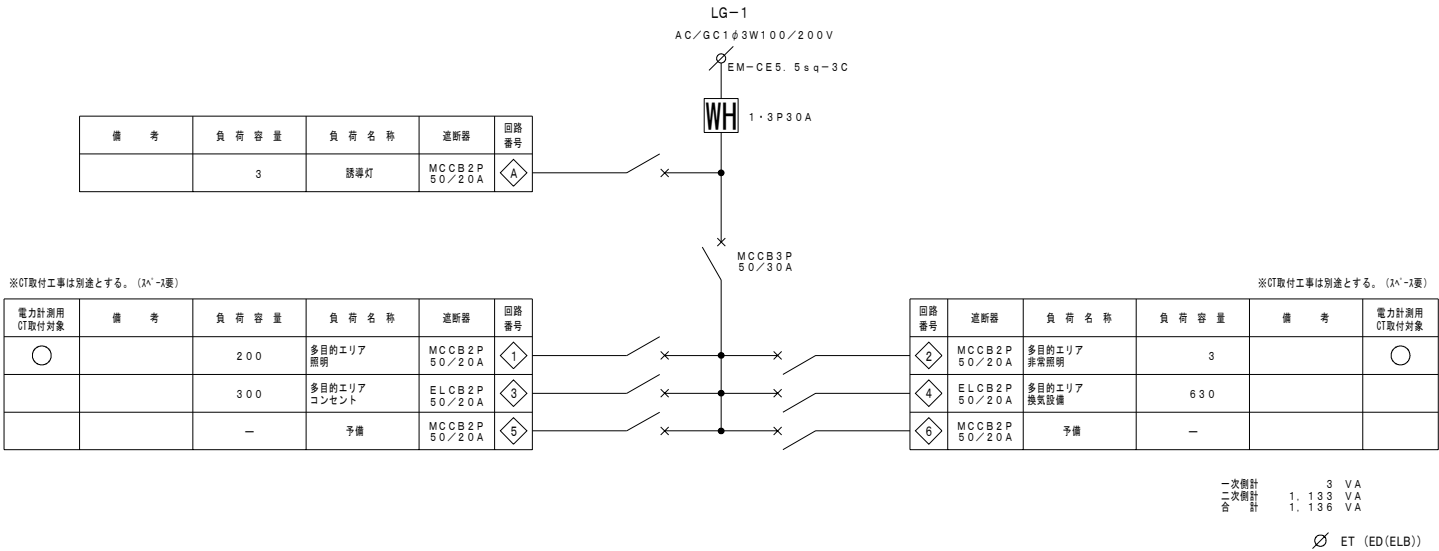 LG－1
AC／GC1φ3W100／200V
EM－CE5．5sq－3C
WH 1・3P30A
備 考 負荷容量 負荷名称 遮断器 回路番号
3 誘導灯 MCCB2P 50／20A A
MCCB3P
50／30A
※CT取付工事は別途とする。（ｽﾍﾟｰｽ要）
電力計測用CT取付対象 備 考 負荷容量 負荷名称 遮断器 回路番号
○ 200 多目的エリア照明 MCCB2P 50／20A 1
300 多目的エリアコンセント ELCB2P 50／20A 3
－ 予備 MCCB2P 50／20A 5
※CT取付工事は別途とする。（ｽﾍﾟｰｽ要）
回路番号 遮断器 負荷名称 負荷容量 備 考 電力計測用CT取付対象
2 MCCB2P 50／20A 多目的エリア非常照明 3 ○
4 ELCB2P 50／20A 多目的エリア換気設備 630
6 MCCB2P 50／20A 予備 －
一次側計 3 VA
二次側計 1，133 VA
合 計 1，136 VA
ET（ED(ELB)）